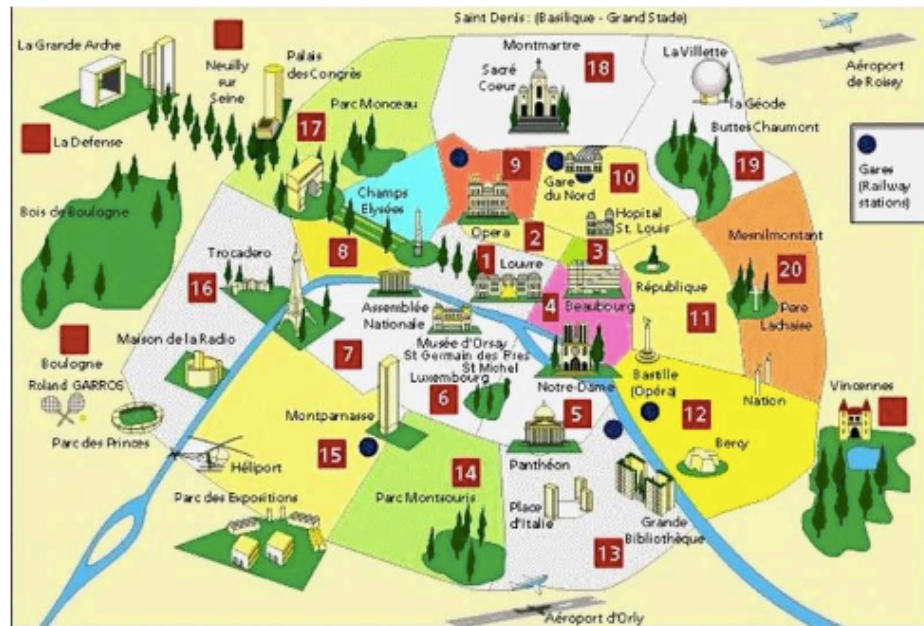 Saint Denis : (Basilique - Grand Stade)
La Grande Arche
Neuilly
sur
Seine
Palais
des Congrès
Montmartre
Sacré
Coeur
18
La Villette
Aéroport
de Roissy
la Géode
Buttes Chaumont
19
La Defense
17
Parc Monceau
9
Gare
du Nord
10
Gares
(Railway
stations)
Bois de Boulogne
Champs
Elysées
Opera
2
Hopital
St. Louis
Mesnilmontant
Trocadero
8
1
Louvre
3
20
16
Assemblée
Nationale
4
Beaubourg
République
11
Pere
Lachaise
Maison de la Radio
7
Musée d'Orsay
St Germain des Pres
St Michel
Luxembourg
6
Notre-Dame
Bastille
(Opéra)
Nation
Vincennes
Boulogne
Roland GARROS
Parc des Princes
Montparnasse
5
12
Bercy
Héliport
15
14
Panthéon
Parc des Expositions
Parc Montsouris
Place
d'Italie
Grande
Bibliothèque
13
Aéroport d'Orly